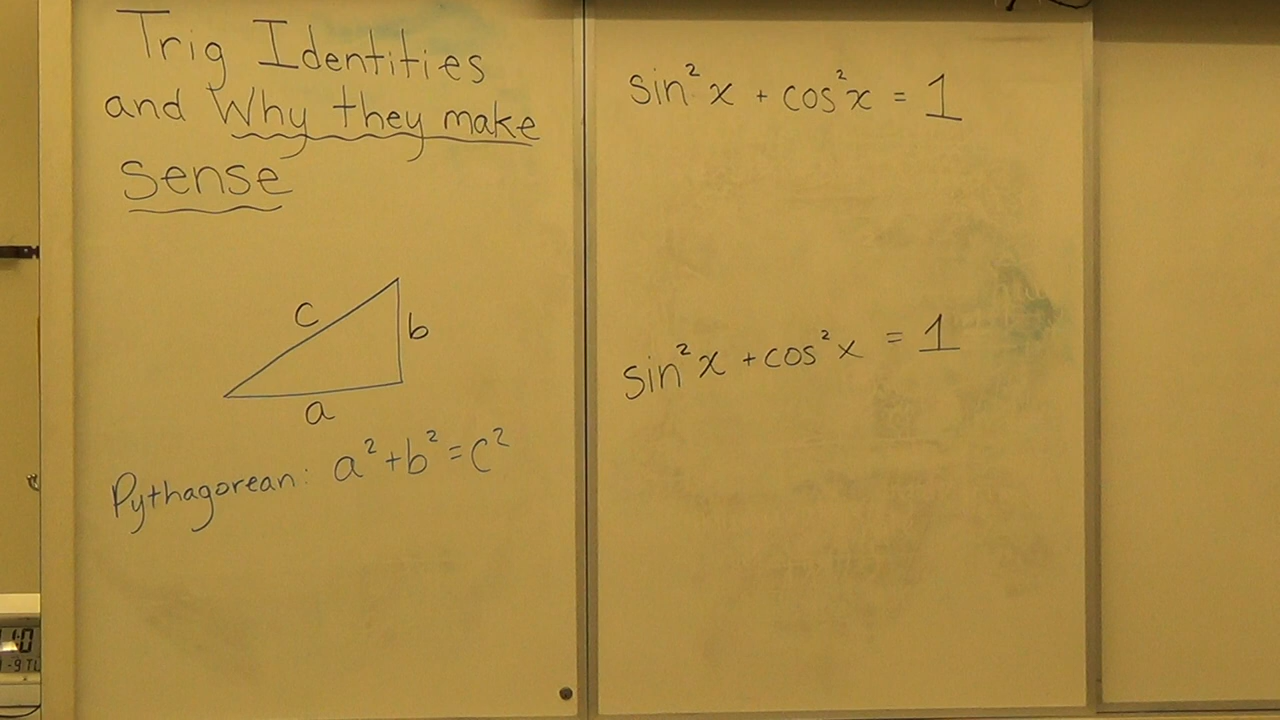 Trig Identities
and Why they make
sense
c
b
a
Pythagorean: a²+b²=c²
sin²x + cos²x = 1
sin²x + cos²x = 1